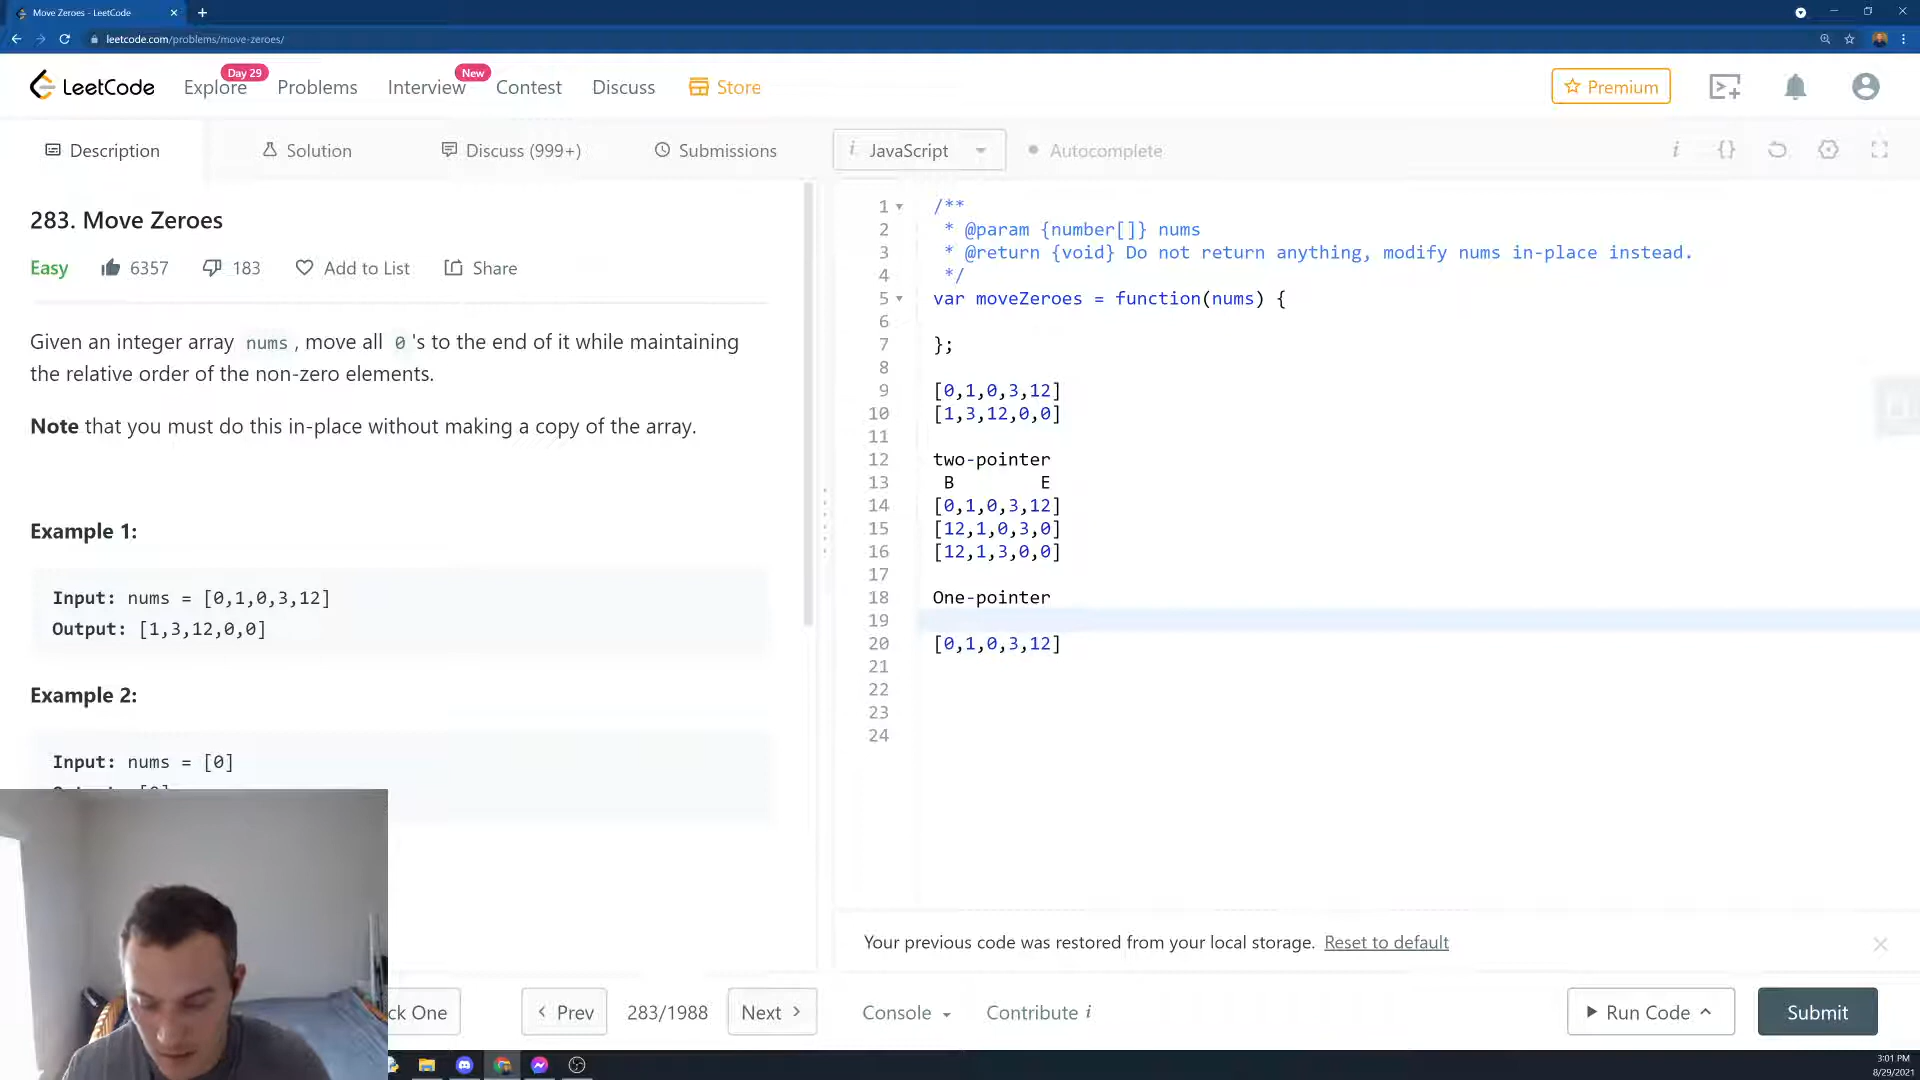 Move Zeroes - LeetCode
leetcode.com/problems/move-zeroes/
LeetCode
Explore
Day 29
Problems
Interview
New
Contest
Discuss
Store
Premium
Description
Solution
Discuss (999+)
Submissions
i JavaScript
Autocomplete
i {}
283. Move Zeroes
Easy
6357
183
Add to List
Share
Given an integer array nums, move all 0's to the end of it while maintaining
the relative order of the non-zero elements.
Note that you must do this in-place without making a copy of the array.
Example 1:
Input: nums = [0,1,0,3,12]
Output: [1,3,12,0,0]
Example 2:
Input: nums = [0]
1 /**
2 * @param {number[]} nums
3 * @return {void} Do not return anything, modify nums in-place instead.
4 */
5 var moveZeroes = function(nums) {
6
7 };
8
9 [0,1,0,3,12]
10 [1,3,12,0,0]
11
12 two-pointer
13 B E
14 [0,1,0,3,12]
15 [12,1,0,3,0]
16 [12,1,3,0,0]
17
18 One-pointer
19
20 [0,1,0,3,12]
21
22
23
24
Your previous code was restored from your local storage. Reset to default
ck One
Prev
283/1988
Next
Console
Contribute i
Run Code
Submit
3:01 PM
8/29/2021